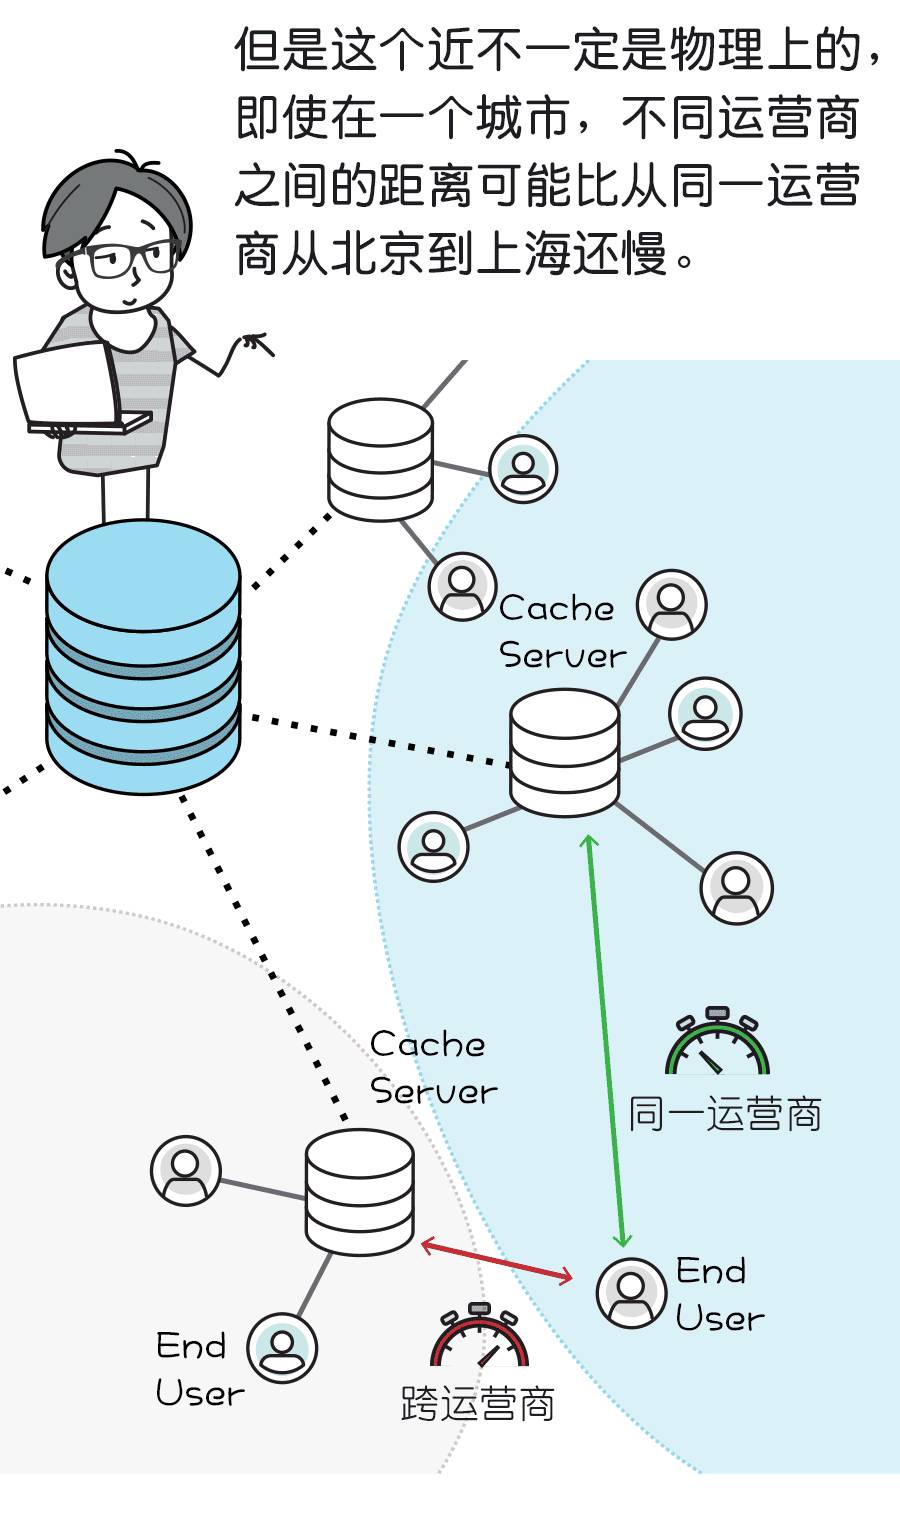 但是这个近不一定是物理上的，
即使在一个城市，不同运营商
之间的距离可能比从同一运营
商从北京到上海还慢。
Cache
Server
Cache
Server
同一运营商
End
User
End
User
跨运营商